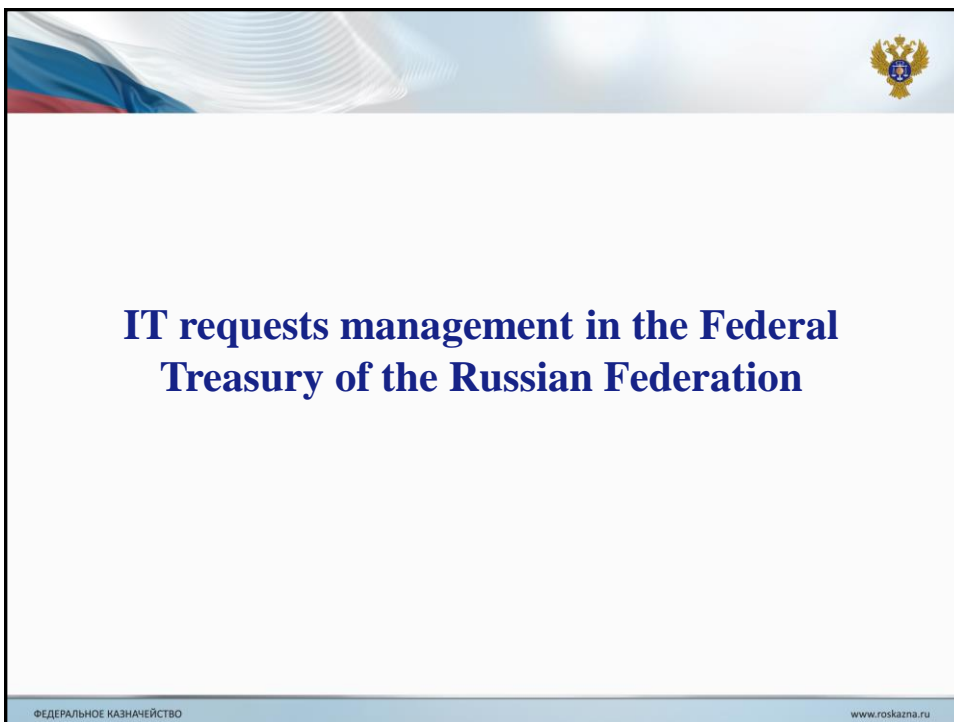 IT requests management in the Federal
Treasury of the Russian Federation
ФЕДЕРАЛЬНОЕ КАЗНАЧЕЙСТВО
www.roskazna.ru